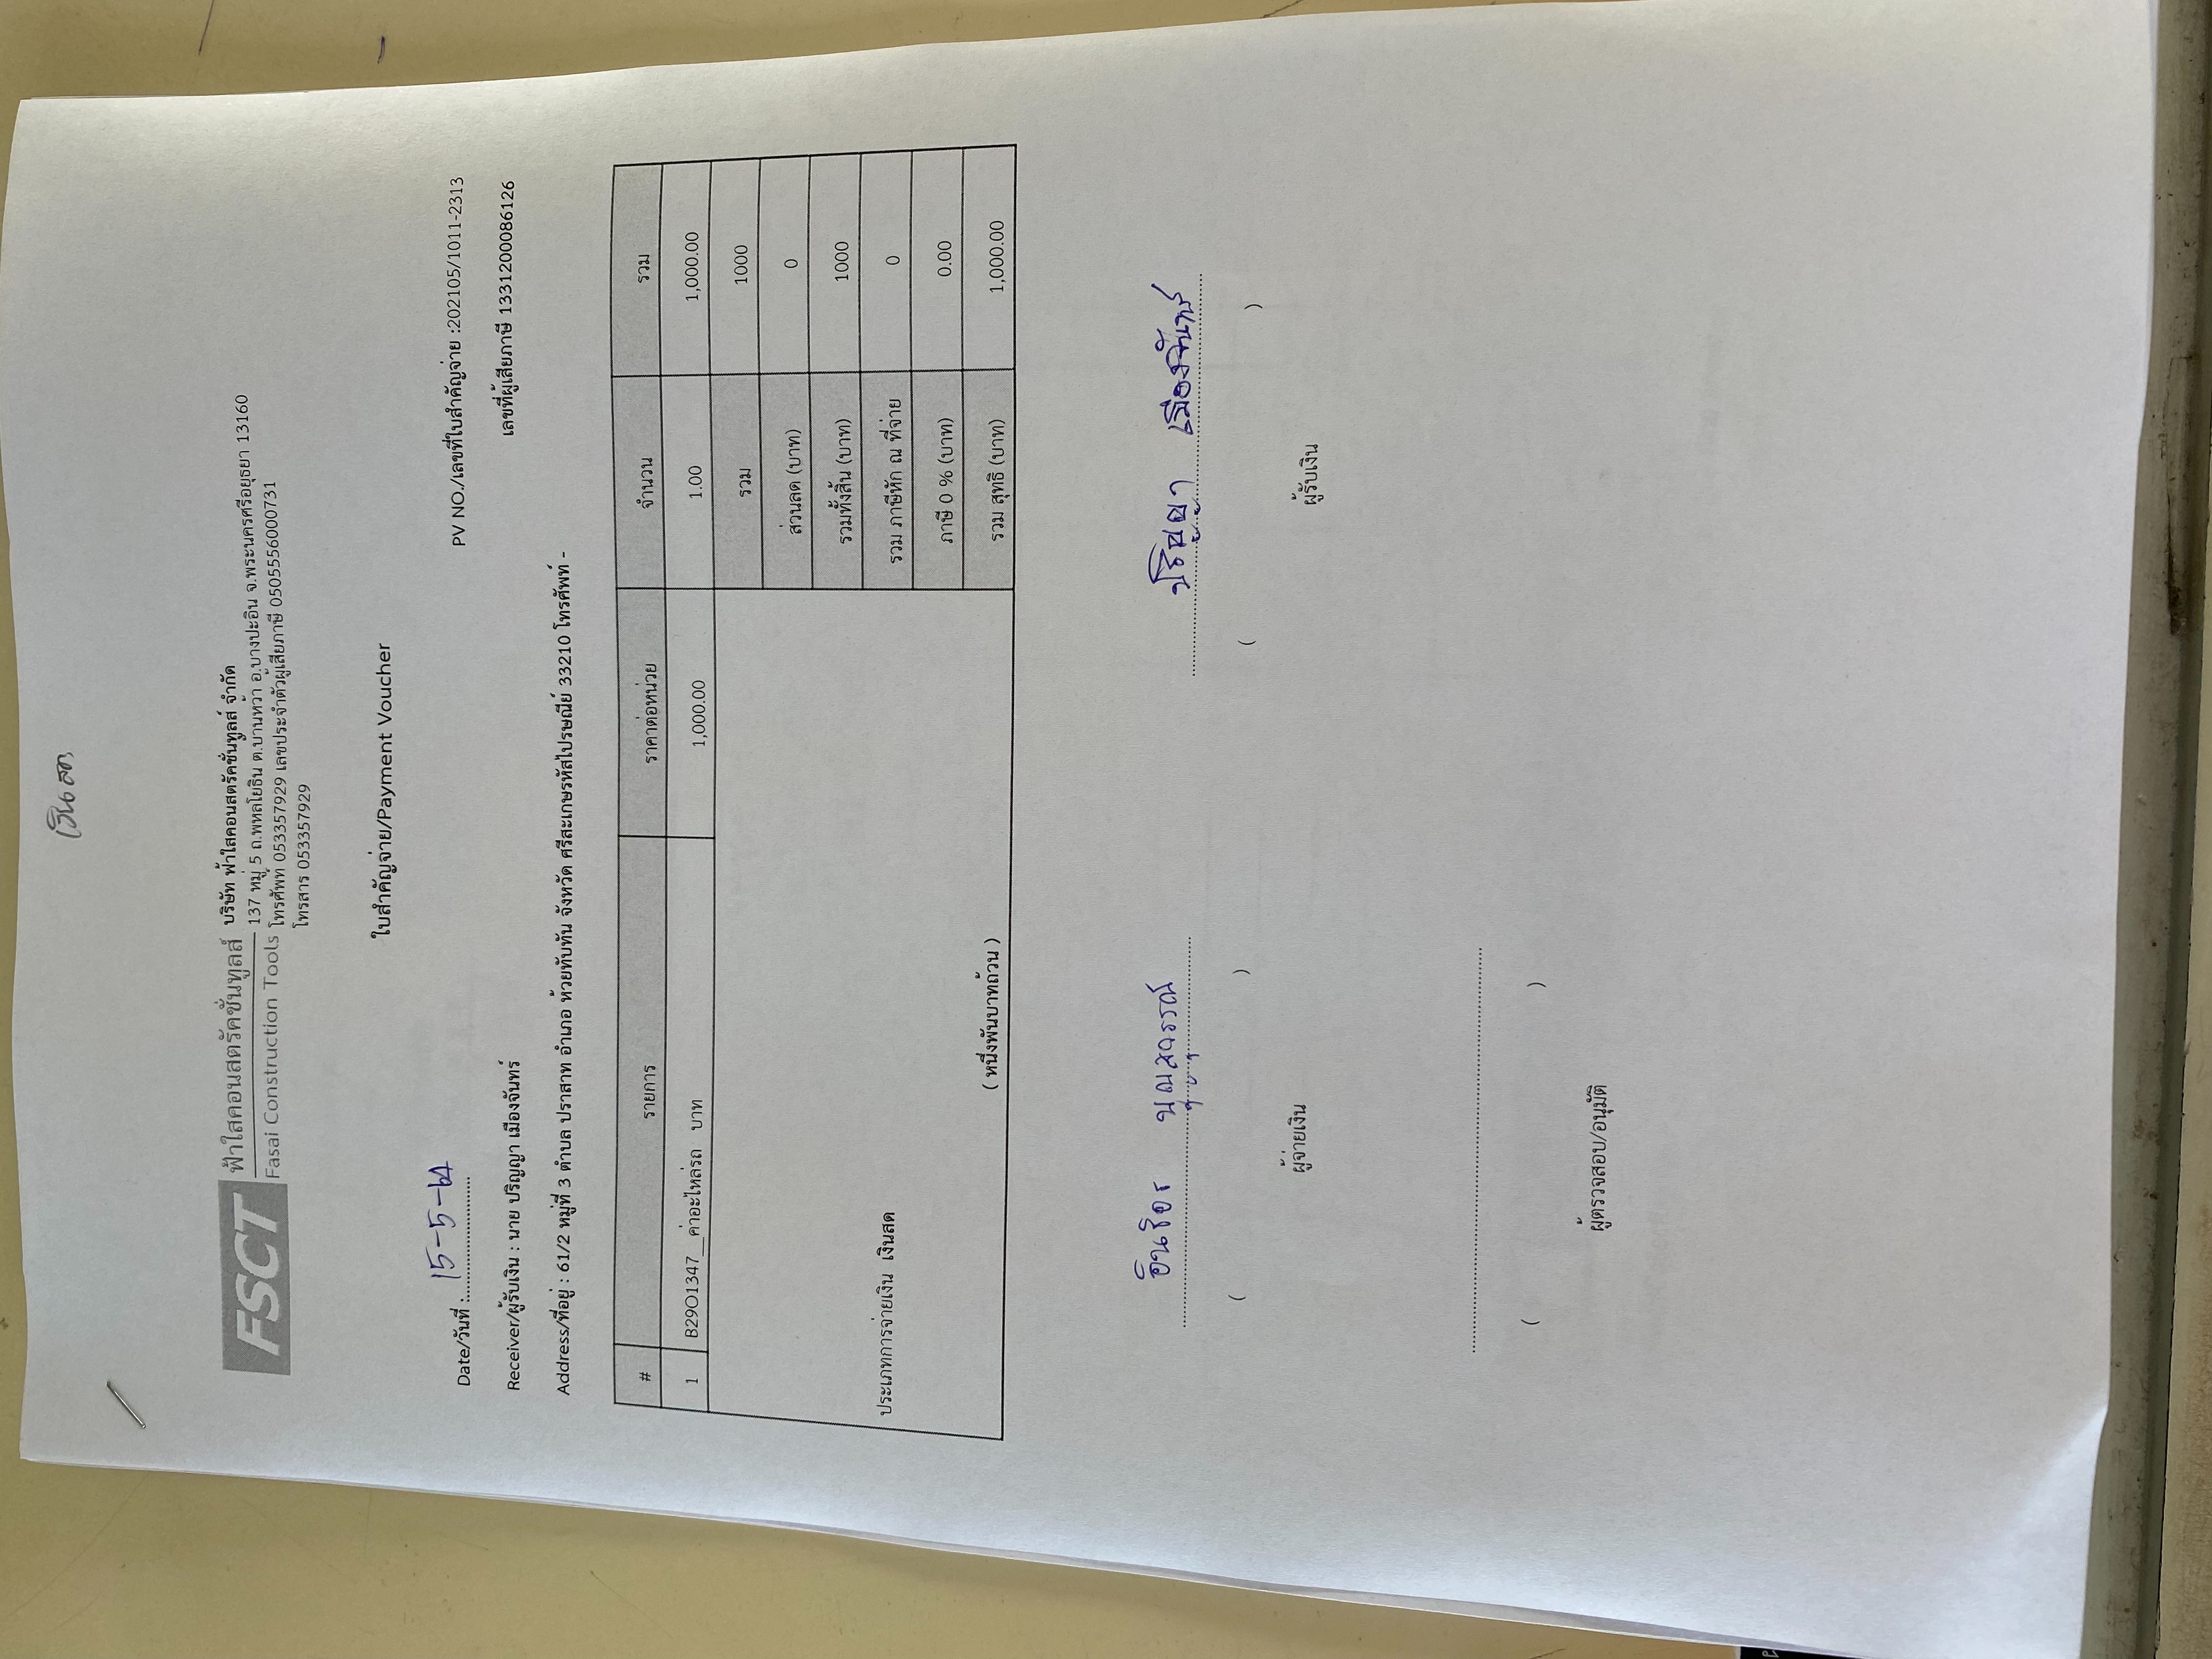 เงินสด
FSCT
ฟ้าใสคอนสตรัคชั่นทูลส์
Fasai Construction Tools
บริษัท ฟ้าใสคอนสตรัคชั่นทูลส์ จำกัด
137 หมู่ 5 ถ.พหลโยธิน ต.บ้านหว้า อ.บางปะอิน จ.พระนครศรีอยุธยา 13160
โทรศัพท์ 053357929 เลขประจำตัวผู้เสียภาษี 0505556000731
โทรสาร 053357929
ใบสำคัญจ่าย/Payment Voucher
Date/วันที่ : 15-5-64
PV NO./เลขที่ใบสำคัญจ่าย :202105/1011-2313
Receiver/ผู้รับเงิน : นาย ปริญญา เมืองจันทร์
เลขที่ผู้เสียภาษี 1331200086126
Address/ที่อยู่ : 61/2 หมู่ที่ 3 ตำบล ปราสาท อำเภอ ห้วยทับทัน จังหวัด ศรีสะเกษรหัสไปรษณีย์ 33210 โทรศัพท์ -
# รายการ ราคาต่อหน่วย จำนวน รวม
1 B29O1347__ค่าอะไหล่รถ บาท 1,000.00 1.00 1,000.00
รวม 1000
ส่วนลด (บาท) 0
รวมทั้งสิ้น (บาท) 1000
ประเภทการจ่ายเงิน เงินสด
รวม ภาษีหัก ณ ที่จ่าย 0
ภาษี 0 % (บาท) 0.00
( หนึ่งพันบาทถ้วน )
รวม สุทธิ (บาท) 1,000.00
อินธิอร บุญสุวรรณ์
ปริญญา เมืองจันทร์
( )
( )
ผู้จ่ายเงิน
ผู้รับเงิน
( )
ผู้ตรวจสอบ/อนุมัติ